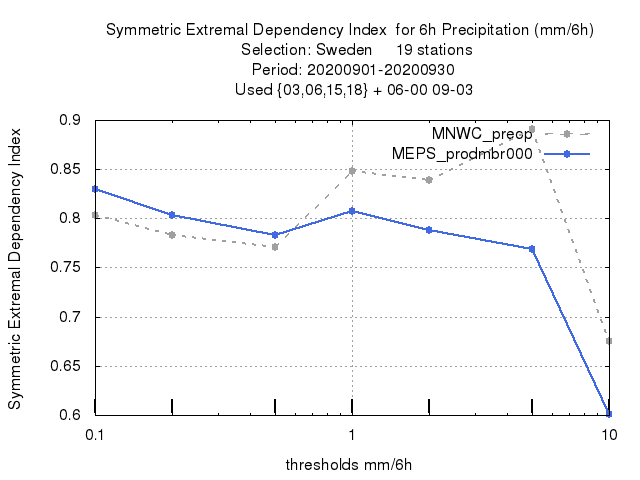 Symmetric Extremal Dependency Index  for 6h Precipitation (mm/6h)
Selection: Sweden     19 stations
Period: 20200901-20200930
Used {03,06,15,18} + 06-00 09-03
Symmetric Extremal Dependency Index
0.9
0.85
0.8
0.75
0.7
0.65
0.6
MNWC_precp
MEPS_prodmbr000
0.1
1
10
thresholds mm/6h